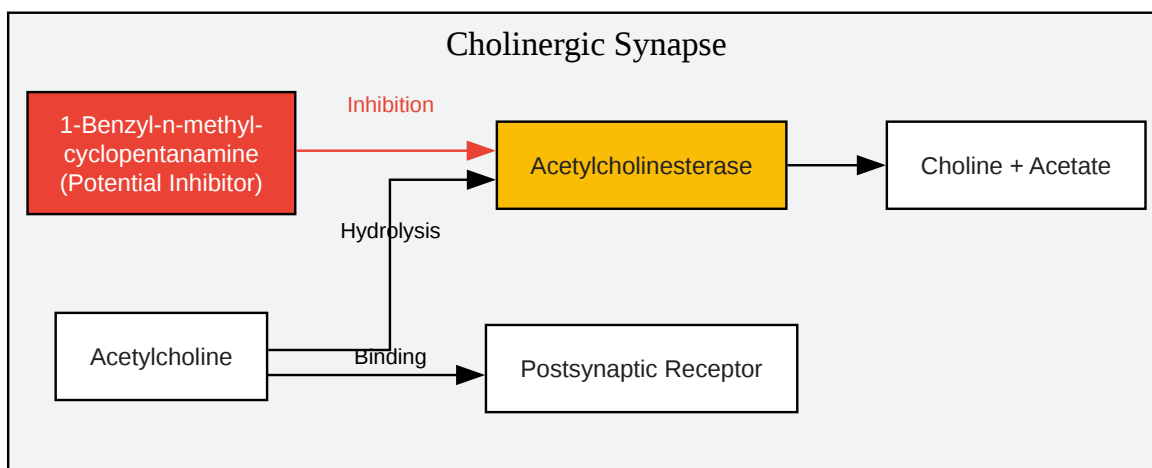 Cholinergic Synapse
1-Benzyl-n-methyl-
cyclopentanamine
(Potential Inhibitor)
Inhibition
Acetylcholinesterase
Choline + Acetate
Hydrolysis
Acetylcholine
Binding
Postsynaptic Receptor